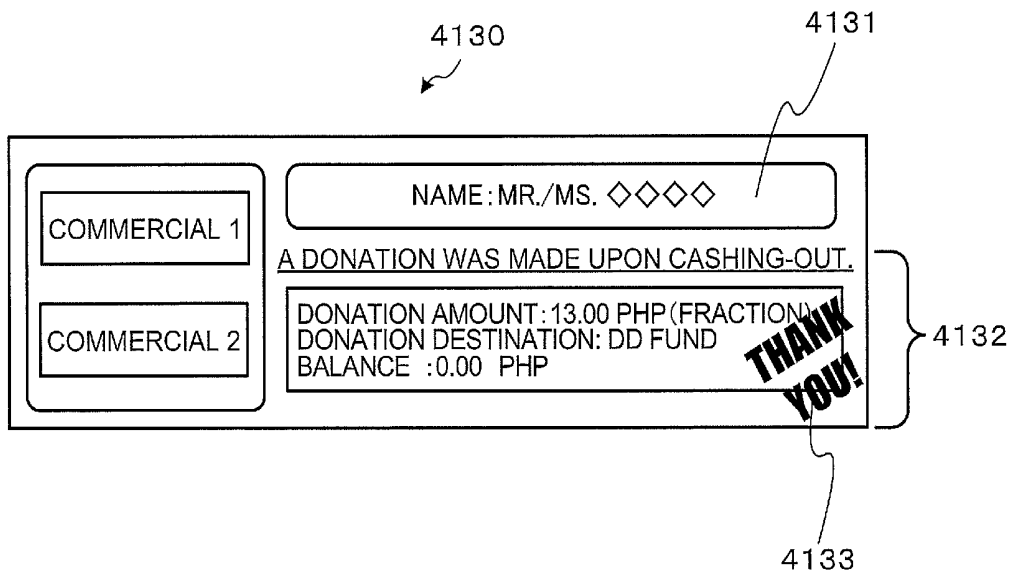 4130
4131
NAME:MR./MS. ◇◇◇◇
COMMERCIAL 1
A DONATION WAS MADE UPON CASHING-OUT.
DONATION AMOUNT:13.00 PHP(FRACTION)
DONATION DESTINATION: DD FUND
BALANCE :0.00 PHP
COMMERCIAL 2
THANK
YOU!
4132
4133